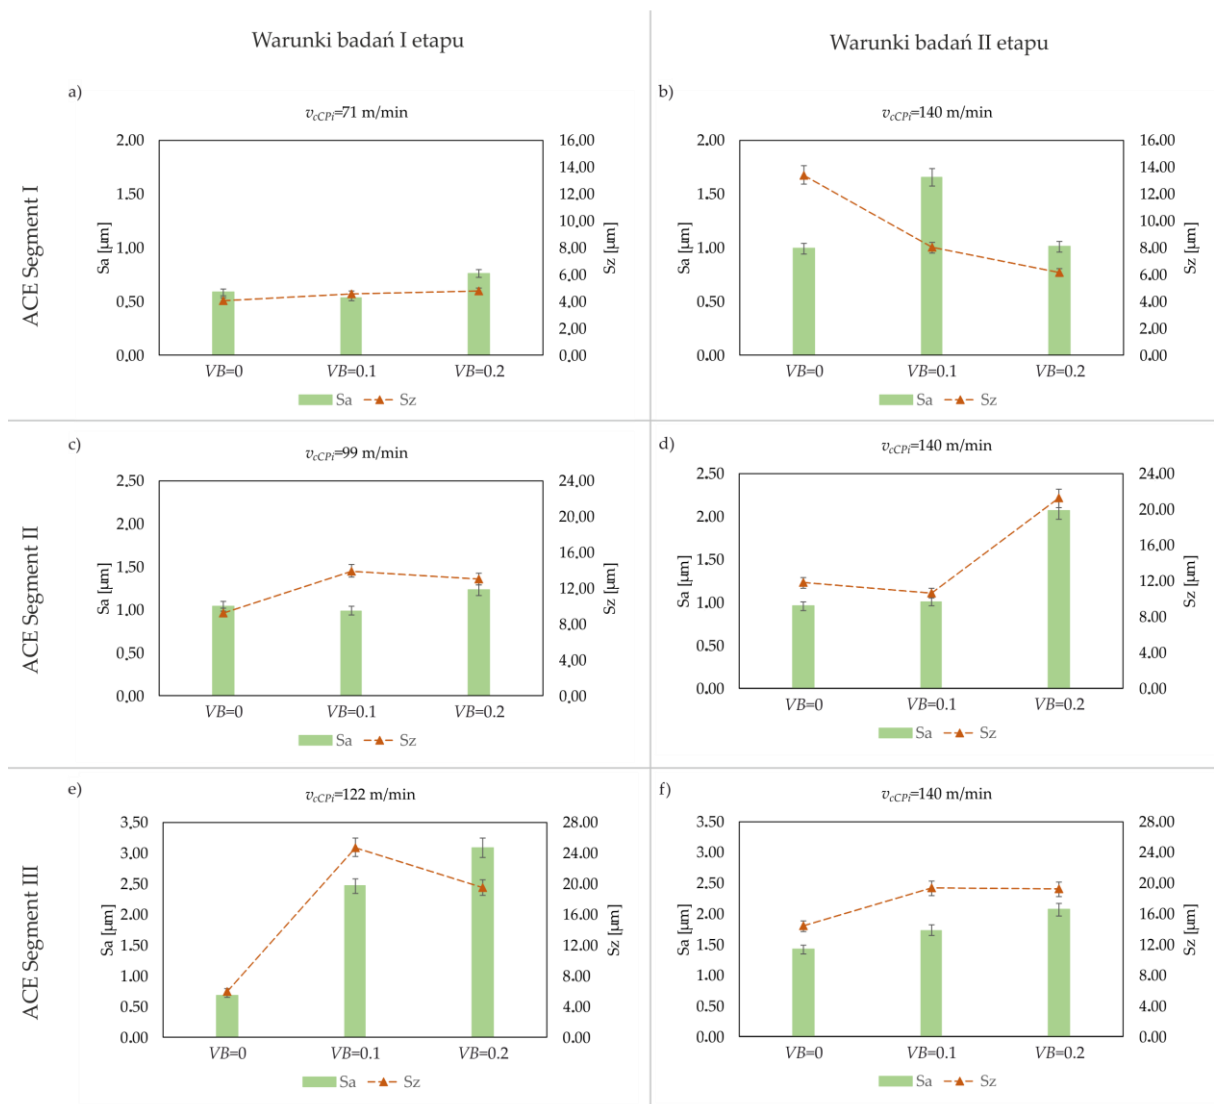 Warunki badań I etapu
Warunki badań II etapu
ACE Segment I
a)
v_cCPi=71 m/min
Sa [µm]
2.00
1.50
1.00
0.50
0.00
Sz [µm]
16.00
14.00
12.00
10.00
8.00
6.00
4.00
2.00
0.00
VB=0 VB=0.1 VB=0.2
Sa Sz
b)
v_cCPi=140 m/min
Sa [µm]
2.00
1.50
1.00
0.50
0.00
Sz [µm]
16.00
14.00
12.00
10.00
8.00
6.00
4.00
2.00
0.00
VB=0 VB=0.1 VB=0.2
Sa Sz
ACE Segment II
c)
v_cCPi=99 m/min
Sa [µm]
2.50
2.00
1.50
1.00
0.50
0.00
Sz [µm]
24.00
20.00
16.00
12.00
8.00
4.00
0.00
VB=0 VB=0.1 VB=0.2
Sa Sz
d)
v_cCPi=140 m/min
Sa [µm]
2.50
2.00
1.50
1.00
0.50
0.00
Sz [µm]
24.00
20.00
16.00
12.00
8.00
4.00
0.00
VB=0 VB=0.1 VB=0.2
Sa Sz
ACE Segment III
e)
v_cCPi=122 m/min
Sa [µm]
3.50
3.00
2.50
2.00
1.50
1.00
0.50
0.00
Sz [µm]
28.00
24.00
20.00
16.00
12.00
8.00
4.00
0.00
VB=0 VB=0.1 VB=0.2
Sa Sz
f)
v_cCPi=140 m/min
Sa [µm]
3.50
3.00
2.50
2.00
1.50
1.00
0.50
0.00
Sz [µm]
28.00
24.00
20.00
16.00
12.00
8.00
4.00
0.00
VB=0 VB=0.1 VB=0.2
Sa Sz